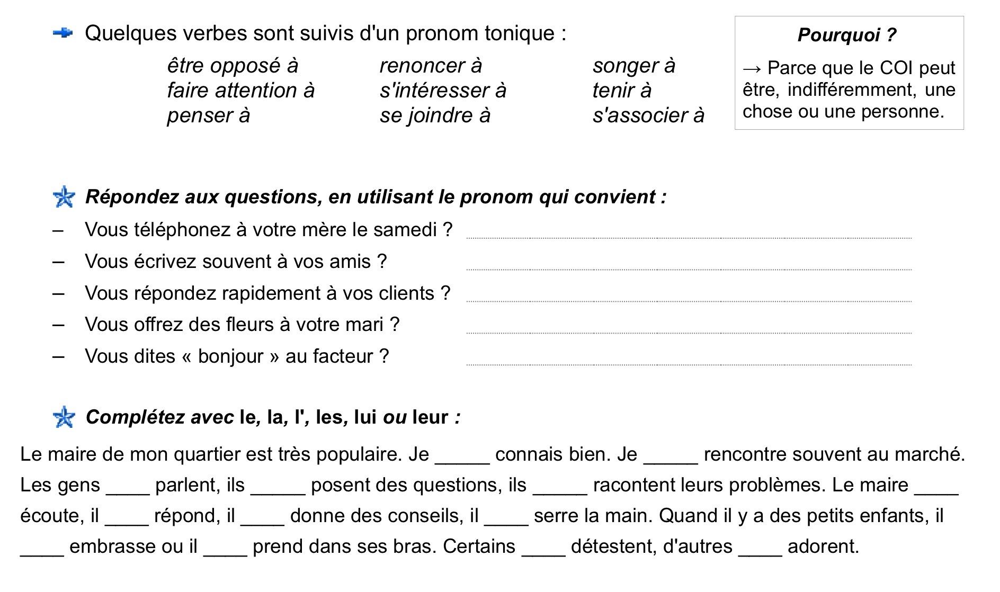 Quelques verbes sont suivis d'un pronom tonique :
être opposé à renoncer à songer à
faire attention à s'intéresser à tenir à
penser à se joindre à s'associer à
Pourquoi ?
→ Parce que le COI peut
être, indifféremment, une
chose ou une personne.
Répondez aux questions, en utilisant le pronom qui convient :
– Vous téléphonez à votre mère le samedi ?
– Vous écrivez souvent à vos amis ?
– Vous répondez rapidement à vos clients ?
– Vous offrez des fleurs à votre mari ?
– Vous dites « bonjour » au facteur ?
Complétez avec le, la, l', les, lui ou leur :
Le maire de mon quartier est très populaire. Je _____ connais bien. Je _____ rencontre souvent au marché.
Les gens ____ parlent, ils _____ posent des questions, ils _____ racontent leurs problèmes. Le maire ____
écoute, il ____ répond, il ____ donne des conseils, il ____ serre la main. Quand il y a des petits enfants, il
____ embrasse ou il ____ prend dans ses bras. Certains ____ détestent, d'autres ____ adorent.